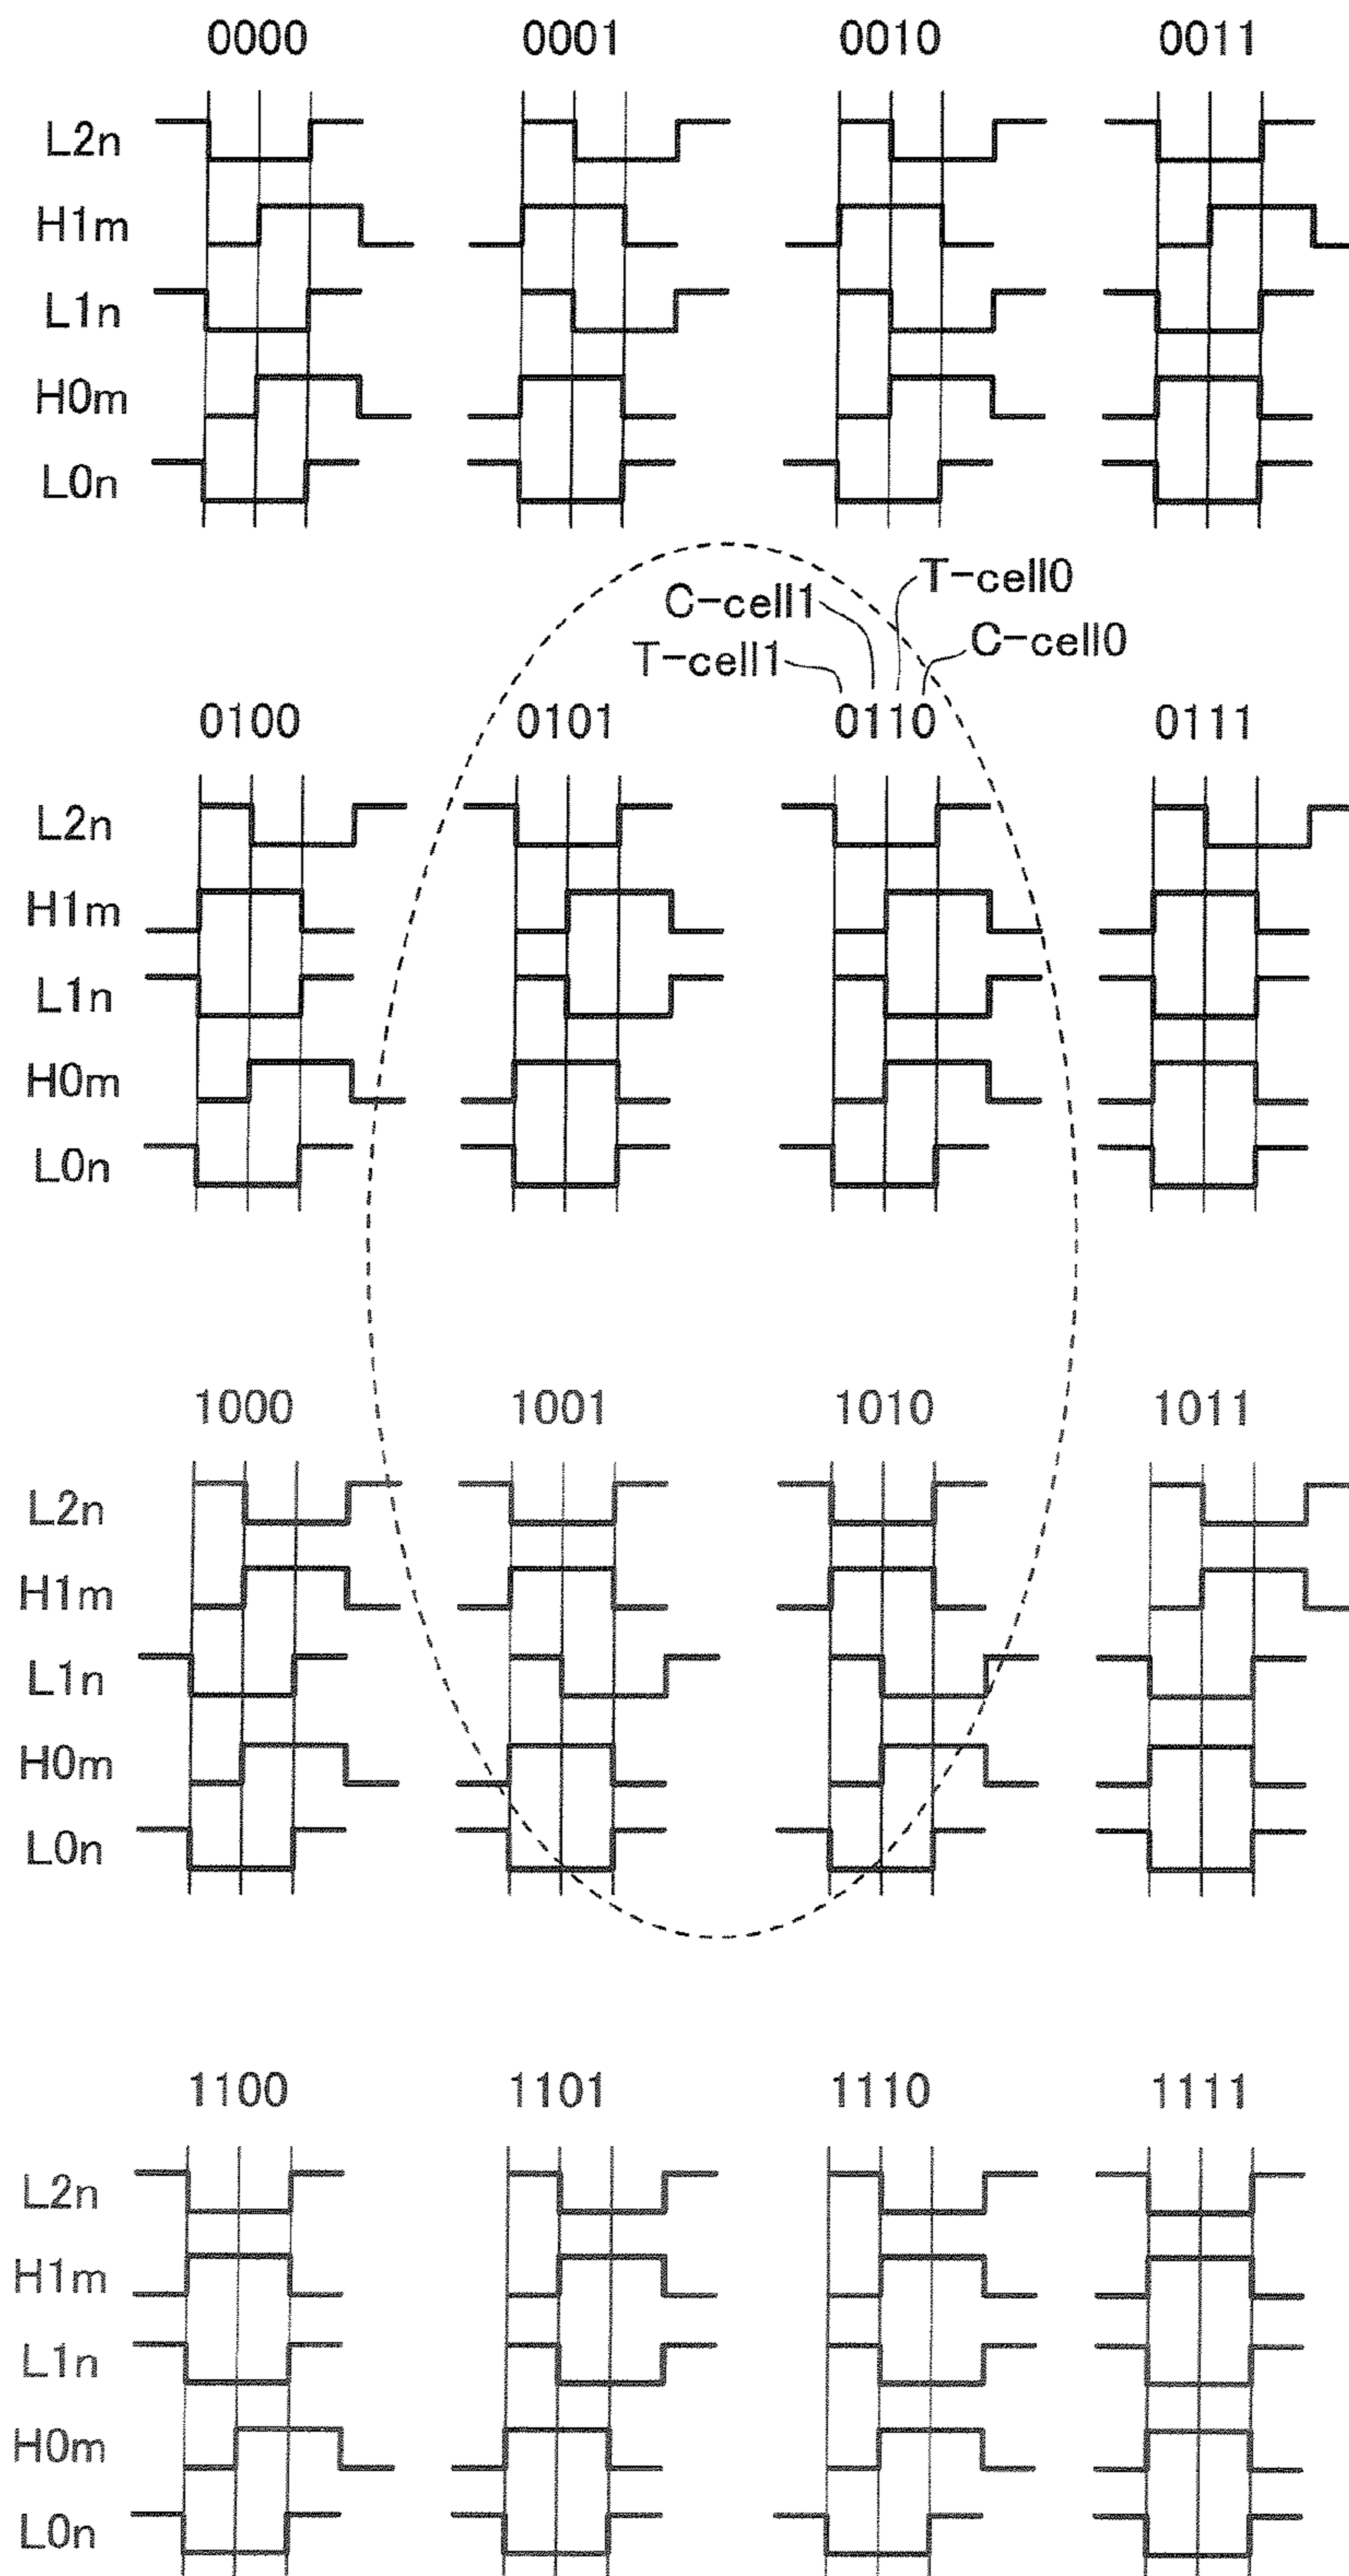 0000 0001 0010 0011
L2n
H1m
L1n
H0m
L0n
T-cell0
C-cell1
C-cell0
T-cell1
0100 0101 0110 0111
L2n
H1m
L1n
H0m
L0n
1000 1001 1010 1011
L2n
H1m
L1n
H0m
L0n
1100 1101 1110 1111
L2n
H1m
L1n
H0m
L0n